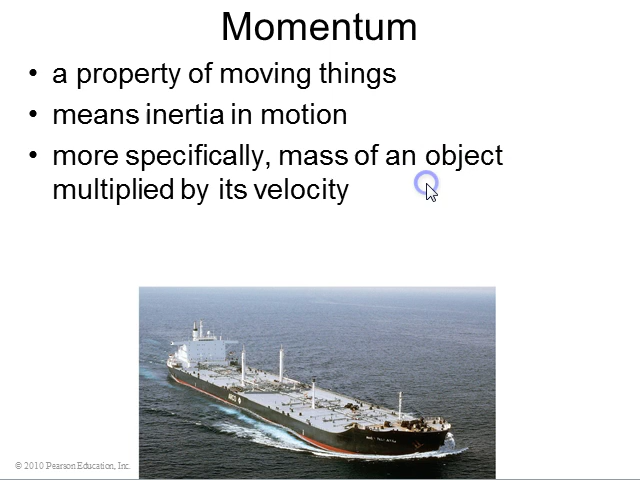 Momentum
• a property of moving things
• means inertia in motion
• more specifically, mass of an object
multiplied by its velocity
© 2010 Pearson Education, Inc.